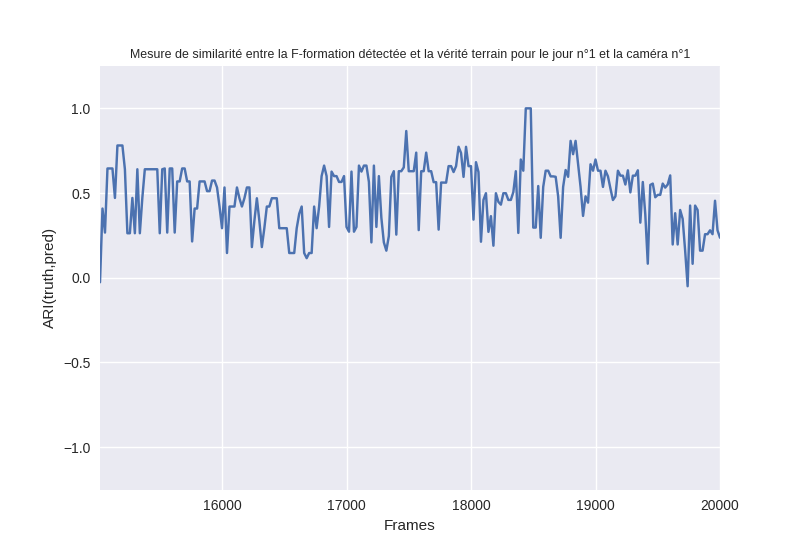 Mesure de similarité entre la F-formation détectée et la vérité terrain pour le jour n°1 et la caméra n°1
1.0
0.5
0.0
−0.5
−1.0
ARI(truth,pred)
16000 17000 18000 19000 20000
Frames